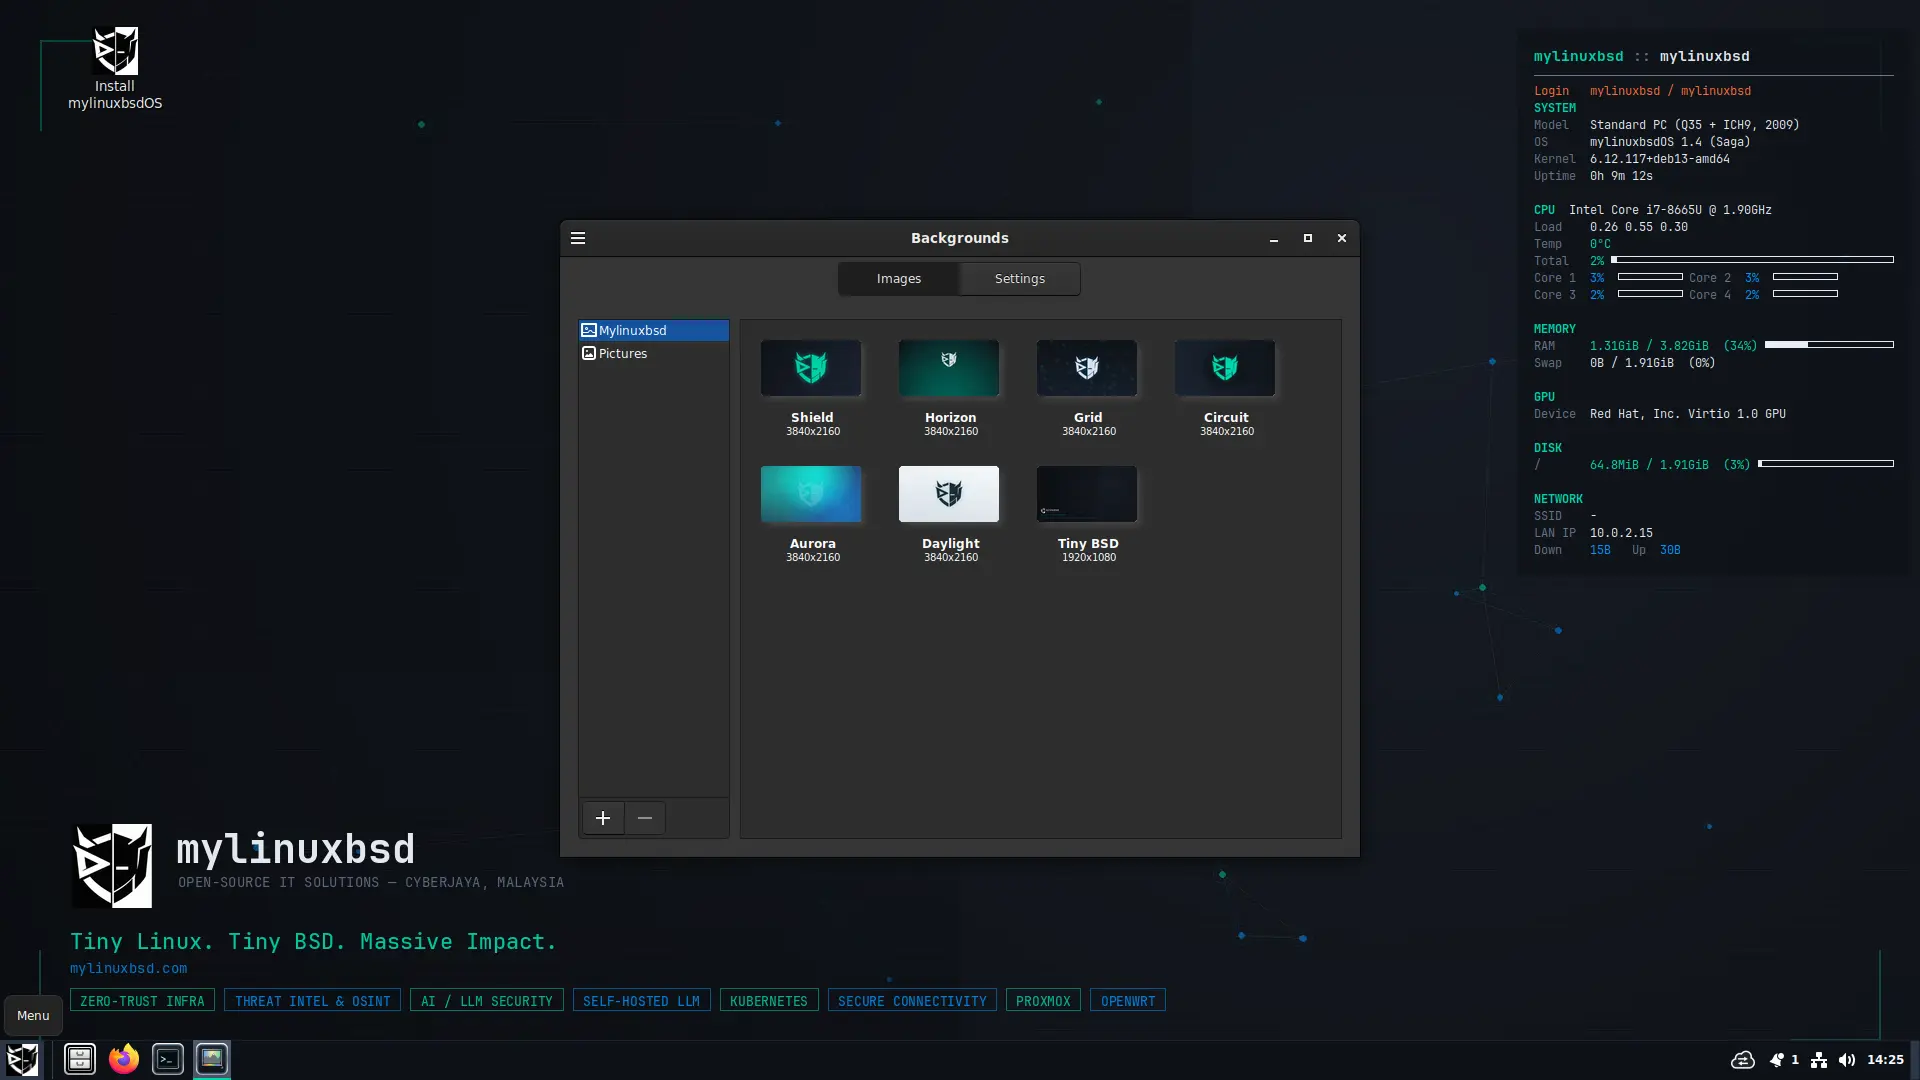 Install
mylinuxbsdOS
mylinuxbsd :: mylinuxbsd
Login mylinuxbsd / mylinuxbsd
SYSTEM
Model Standard PC (Q35 + ICH9, 2009)
OS mylinuxbsdOS 1.4 (Saga)
Kernel 6.12.117+deb13-amd64
Uptime 0h 9m 12s
CPU Intel Core i7-8665U @ 1.90GHz
Load 0.26 0.55 0.30
Temp 0°C
Total 2%
Core 1 3% Core 2 3%
Core 3 2% Core 4 2%
MEMORY
RAM 1.31GiB / 3.82GiB (34%)
Swap 0B / 1.91GiB (0%)
GPU
Device Red Hat, Inc. Virtio 1.0 GPU
DISK
/ 64.8MiB / 1.91GiB (3%)
NETWORK
SSID -
LAN IP 10.0.2.15
Down 15B Up 30B
Backgrounds
Images Settings
Mylinuxbsd
Pictures
Shield Horizon Grid Circuit
3840x2160 3840x2160 3840x2160 3840x2160
Aurora Daylight Tiny BSD
3840x2160 3840x2160 1920x1080
mylinuxbsd
OPEN-SOURCE IT SOLUTIONS — CYBERJAYA, MALAYSIA
Tiny Linux. Tiny BSD. Massive Impact.
mylinuxbsd.com
ZERO-TRUST INFRA THREAT INTEL & OSINT AI / LLM SECURITY SELF-HOSTED LLM KUBERNETES SECURE CONNECTIVITY PROXMOX OPENWRT
Menu
1 14:25